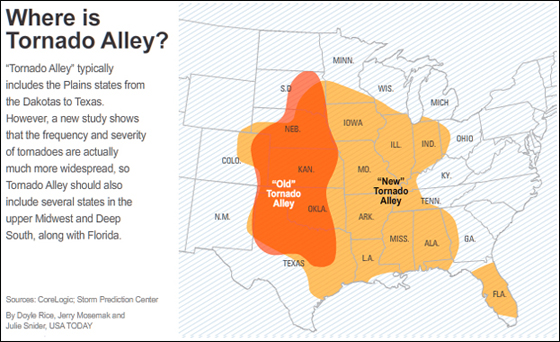 Where is
Tornado Alley?
“Tornado Alley” typically
includes the Plains states from
the Dakotas to Texas.
However, a new study shows
that the frequency and severity
of tornadoes are actually
much more widespread, so
Tornado Alley should also
include several states in the
upper Midwest and Deep
South, along with Florida.
Sources: CoreLogic; Storm Prediction Center
By Doyle Rice, Jerry Mosemak and
Julie Snider, USA TODAY
MINN.
S.D.
WIS.
MICH
IOWA
NEB.
ILL.
IND.
OHIO
COLO.
KAN.
MO.
KY.
“Old”
Tornado
Alley
“New”
Tornado
Alley
TENN.
N.M.
OKLA.
ARK.
MISS.
ALA.
GA.
TEXAS
L.A.
FLA.